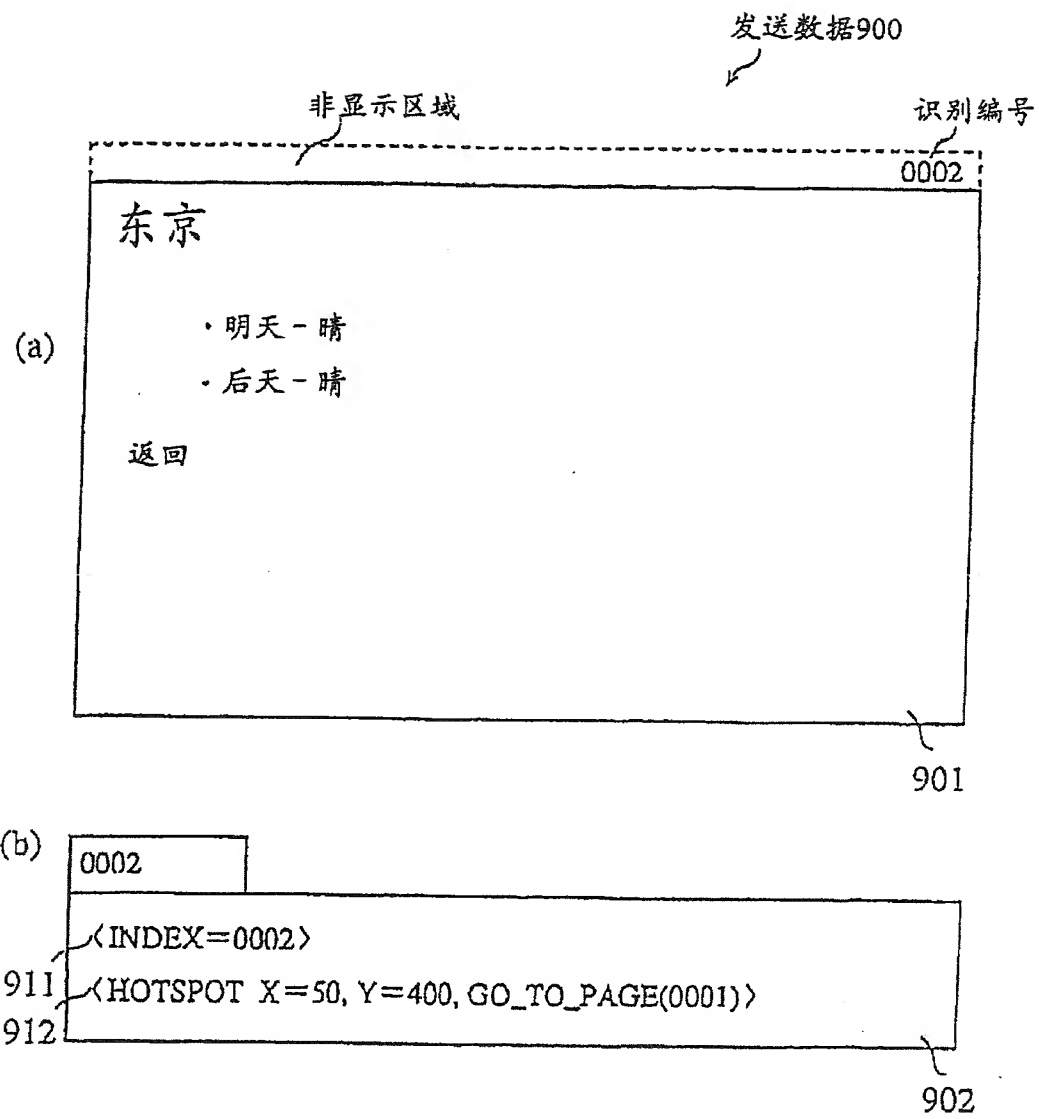 发送数据900
非显示区域
识别编号
0002
东京
(a)
·明天-晴
·后天-晴
返回
901
(b)
0002
〈INDEX=0002〉
911
〈HOTSPOT X=50, Y=400, GO_TO_PAGE(0001)〉
912
902